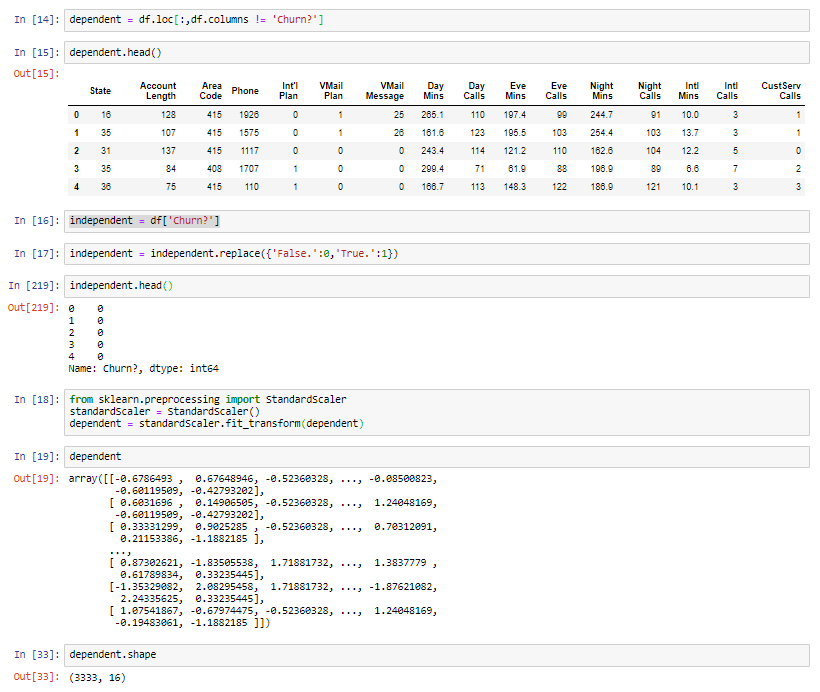 In [14]: dependent = df.loc[:,df.columns != 'Churn?']
In [15]: dependent.head()
Out[15]:
State Account Length Area Code Phone Int'l Plan VMail Plan VMail Message Day Mins Day Calls Eve Mins Eve Calls Night Mins Night Calls Intl Mins Intl Calls CustServ Calls
0 16 128 415 1926 0 1 25 265.1 110 197.4 99 244.7 91 10.0 3 1
1 35 107 415 1575 0 1 26 161.6 123 195.5 103 254.4 103 13.7 3 1
2 31 137 415 1117 0 0 0 243.4 114 121.2 110 162.6 104 12.2 5 0
3 35 84 408 1707 1 0 0 299.4 71 61.9 88 196.9 89 6.6 7 2
4 36 75 415 110 1 0 0 166.7 113 148.3 122 186.9 121 10.1 3 3
In [16]: independent = df['Churn?']
In [17]: independent = independent.replace({'False.':0,'True.':1})
In [219]: independent.head()
Out[219]: 0 0
1 0
2 0
3 0
4 0
Name: Churn?, dtype: int64
In [18]: from sklearn.preprocessing import StandardScaler
standardScaler = StandardScaler()
dependent = standardScaler.fit_transform(dependent)
In [19]: dependent
Out[19]: array([[-0.6786493 , 0.67648946, -0.52360328, ..., -0.08500823,
-0.60119509, -0.42793202],
[ 0.6031696 , 0.14906505, -0.52360328, ..., 1.24048169,
-0.60119509, -0.42793202],
[ 0.33331299, 0.9025285 , -0.52360328, ..., 0.70312091,
0.21153386, -1.1882185 ],
...,
[ 0.87302621, -1.83505538, 1.71881732, ..., 1.3837779 ,
0.61789834, 0.33235445],
[-1.35329082, 2.08295458, 1.71881732, ..., -1.87621082,
2.24335625, 0.33235445],
[ 1.07541867, -0.67974475, -0.52360328, ..., 1.24048169,
-0.19483061, -1.1882185 ]])
In [33]: dependent.shape
Out[33]: (3333, 16)